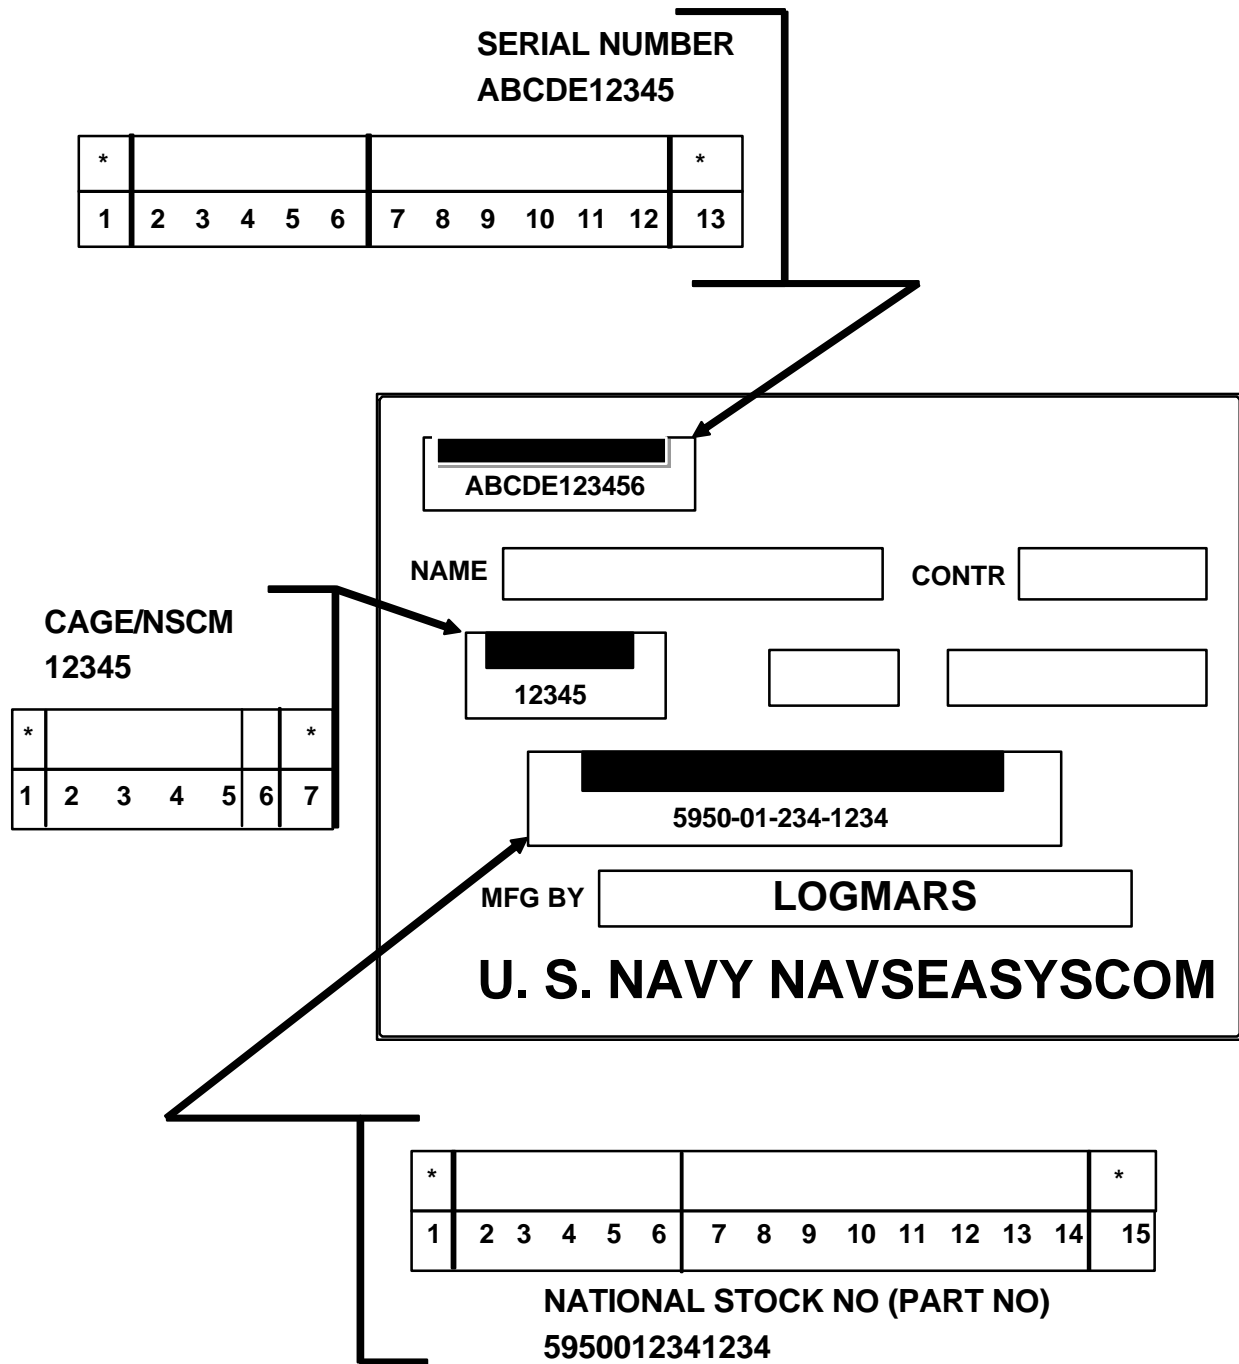 SERIAL NUMBER
ABCDE12345
* *
1 2 3 4 5 6 7 8 9 10 11 12 13
ABCDE123456
NAME CONTR
CAGE/NSCM
12345
* *
1 2 3 4 5 6 7
12345
5950-01-234-1234
MFG BY LOGMARS
U. S. NAVY NAVSEASYSCOM
* *
1 2 3 4 5 6 7 8 9 10 11 12 13 14 15
NATIONAL STOCK NO (PART NO)
5950012341234